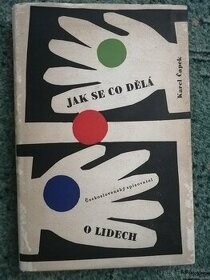 JAK SE CO DĚLÁ
Karel Čapek
Československý spisovatel
O LIDECH